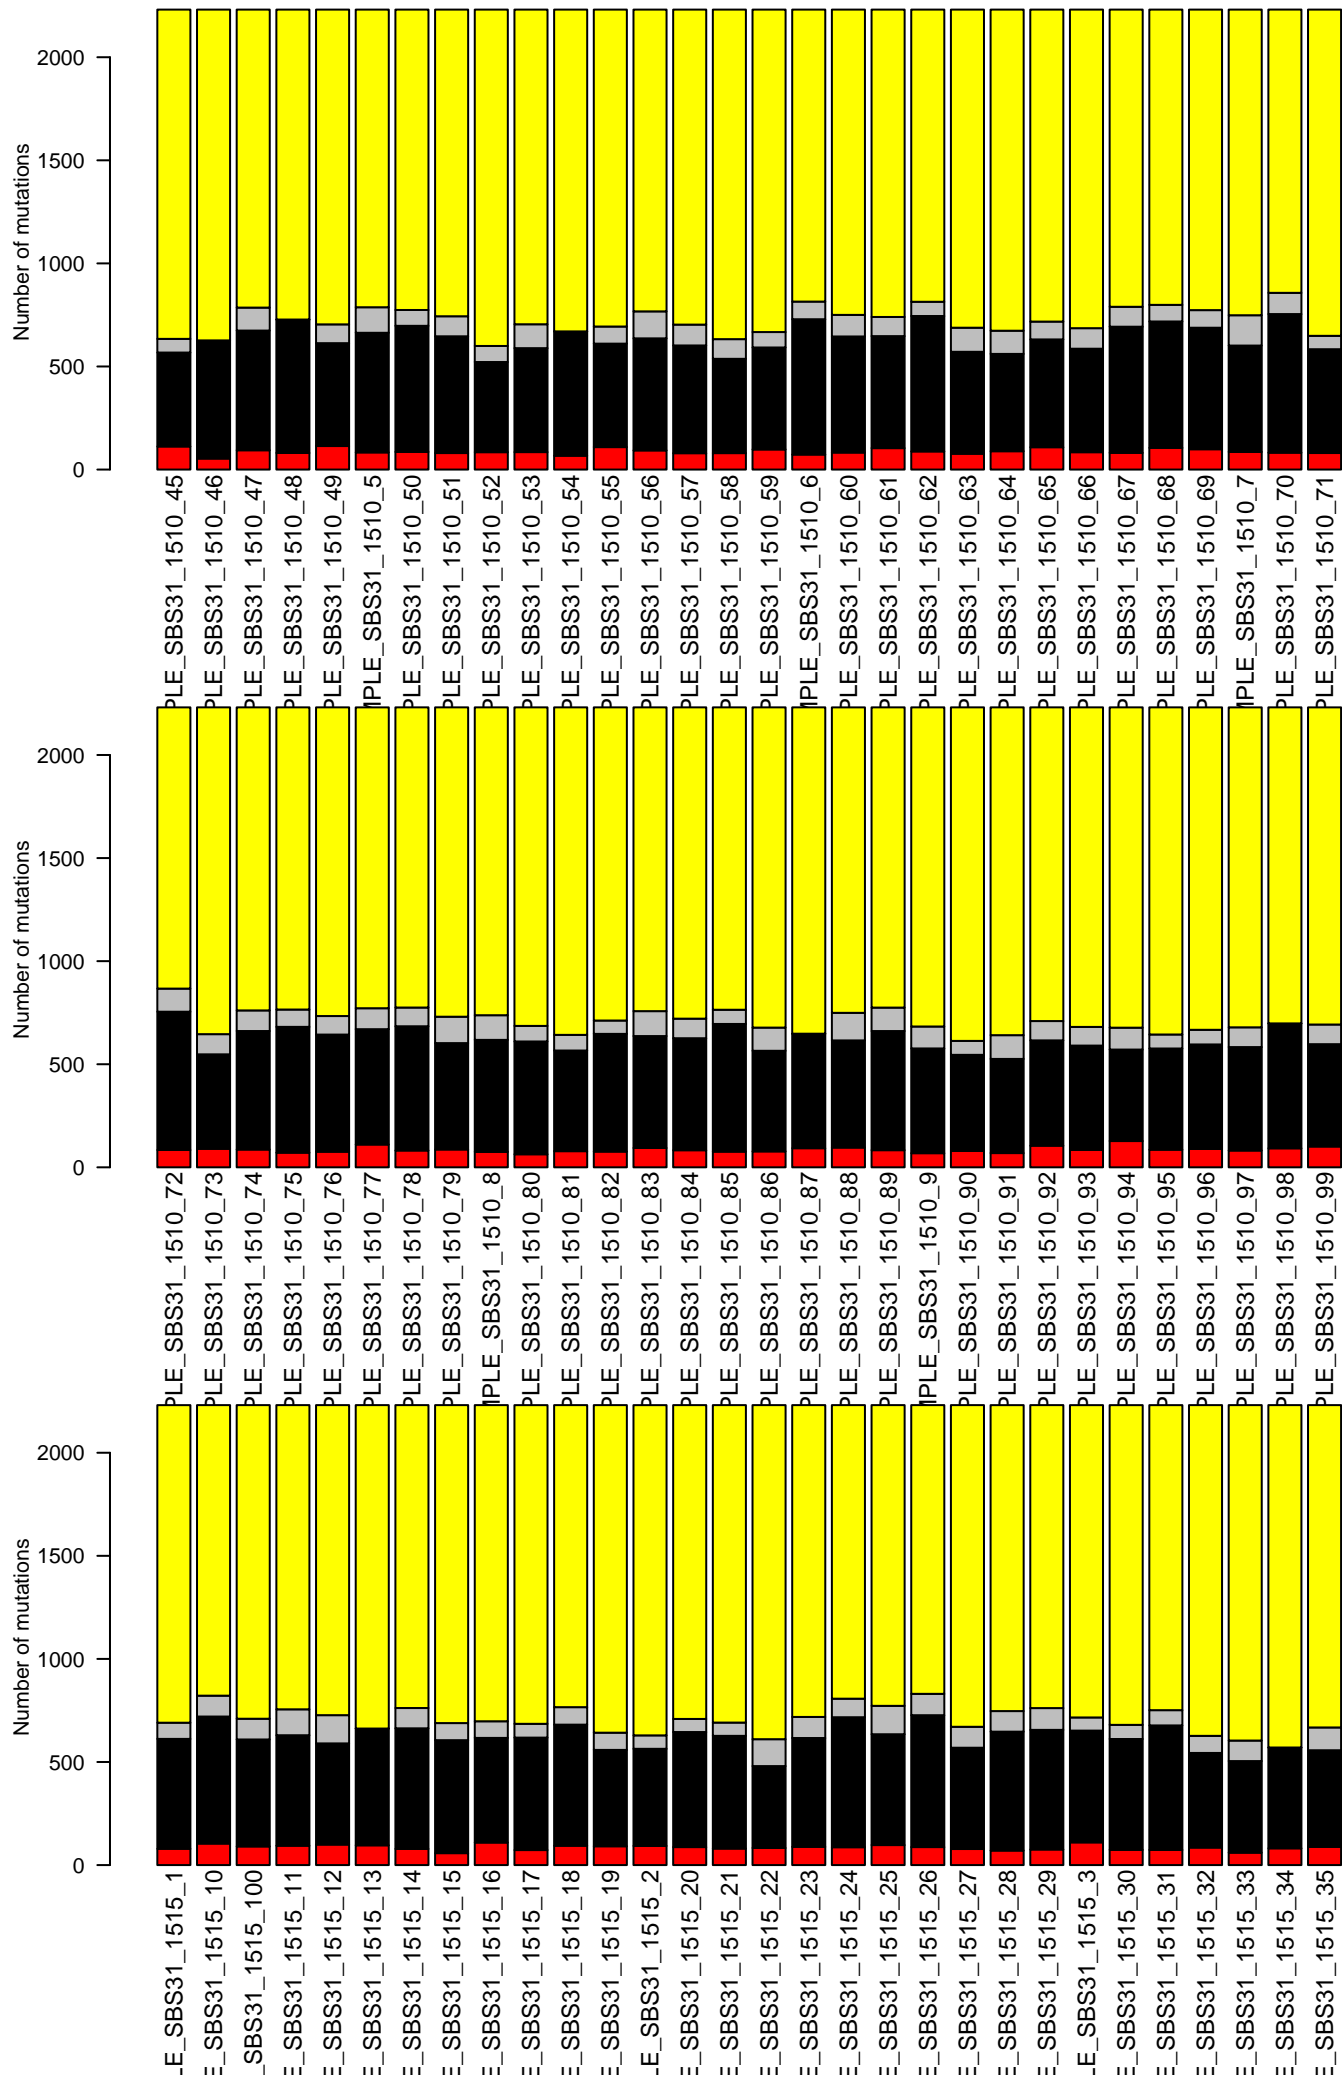 Number of mutations
2000
1500
1000
500
0
PLE_SBS31_1510_45
PLE_SBS31_1510_46
PLE_SBS31_1510_47
PLE_SBS31_1510_48
PLE_SBS31_1510_49
MPLE_SBS31_1510_5
PLE_SBS31_1510_50
PLE_SBS31_1510_51
PLE_SBS31_1510_52
PLE_SBS31_1510_53
PLE_SBS31_1510_54
PLE_SBS31_1510_55
PLE_SBS31_1510_56
PLE_SBS31_1510_57
PLE_SBS31_1510_58
PLE_SBS31_1510_59
MPLE_SBS31_1510_6
PLE_SBS31_1510_60
PLE_SBS31_1510_61
PLE_SBS31_1510_62
PLE_SBS31_1510_63
PLE_SBS31_1510_64
PLE_SBS31_1510_65
PLE_SBS31_1510_66
PLE_SBS31_1510_67
PLE_SBS31_1510_68
PLE_SBS31_1510_69
MPLE_SBS31_1510_7
PLE_SBS31_1510_70
PLE_SBS31_1510_71
Number of mutations
2000
1500
1000
500
0
PLE_SBS31_1510_72
PLE_SBS31_1510_73
PLE_SBS31_1510_74
PLE_SBS31_1510_75
PLE_SBS31_1510_76
PLE_SBS31_1510_77
PLE_SBS31_1510_78
PLE_SBS31_1510_79
MPLE_SBS31_1510_8
PLE_SBS31_1510_80
PLE_SBS31_1510_81
PLE_SBS31_1510_82
PLE_SBS31_1510_83
PLE_SBS31_1510_84
PLE_SBS31_1510_85
PLE_SBS31_1510_86
PLE_SBS31_1510_87
PLE_SBS31_1510_88
PLE_SBS31_1510_89
MPLE_SBS31_1510_9
PLE_SBS31_1510_90
PLE_SBS31_1510_91
PLE_SBS31_1510_92
PLE_SBS31_1510_93
PLE_SBS31_1510_94
PLE_SBS31_1510_95
PLE_SBS31_1510_96
PLE_SBS31_1510_97
PLE_SBS31_1510_98
PLE_SBS31_1510_99
Number of mutations
2000
1500
1000
500
0
LE_SBS31_1515_1
E_SBS31_1515_10
_SBS31_1515_100
E_SBS31_1515_11
E_SBS31_1515_12
E_SBS31_1515_13
E_SBS31_1515_14
E_SBS31_1515_15
E_SBS31_1515_16
E_SBS31_1515_17
E_SBS31_1515_18
E_SBS31_1515_19
LE_SBS31_1515_2
E_SBS31_1515_20
E_SBS31_1515_21
E_SBS31_1515_22
E_SBS31_1515_23
E_SBS31_1515_24
E_SBS31_1515_25
E_SBS31_1515_26
E_SBS31_1515_27
E_SBS31_1515_28
E_SBS31_1515_29
LE_SBS31_1515_3
E_SBS31_1515_30
E_SBS31_1515_31
E_SBS31_1515_32
E_SBS31_1515_33
E_SBS31_1515_34
E_SBS31_1515_35